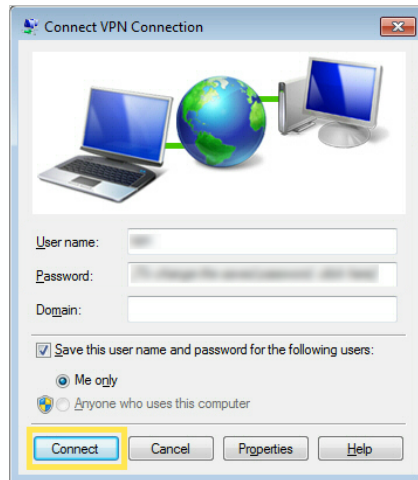 Connect VPN Connection
User name:
Password:
Domain:
Save this user name and password for the following users:
Me only
Anyone who uses this computer
Connect Cancel Properties Help